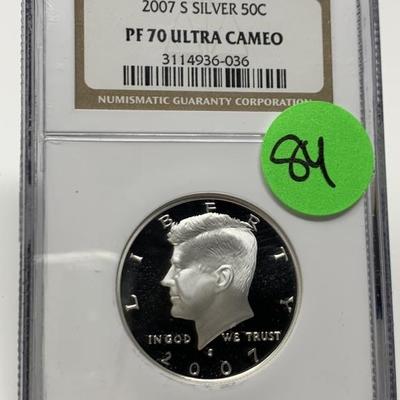 2007 S SILVER 50C
PF 70 ULTRA CAMEO
3114936-036
NUMISMATIC GUARANTY CORPORATION
84
LIBERTY
IN GOD WE TRUST
S
2007